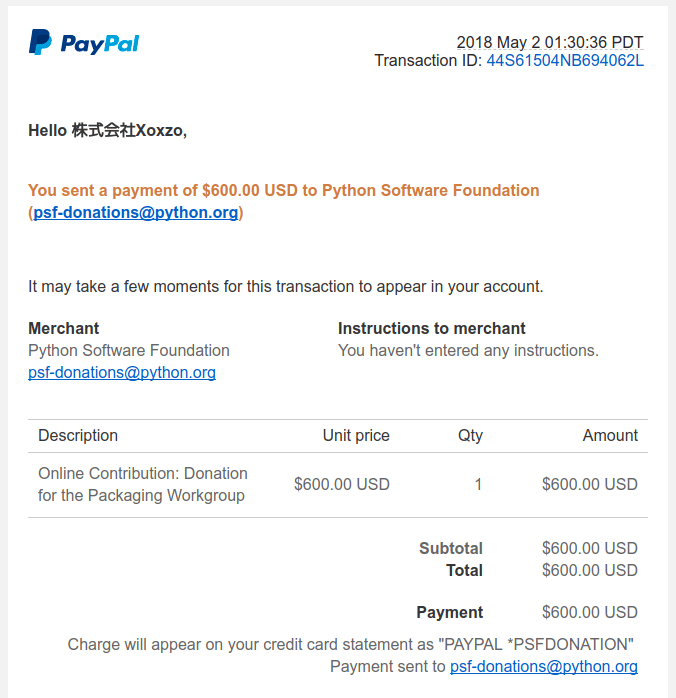 PayPal
2018 May 2 01:30:36 PDT
Transaction ID: 44S61504NB694062L
Hello 株式会社Xoxzo,
You sent a payment of $600.00 USD to Python Software Foundation
(psf-donations@python.org)
It may take a few moments for this transaction to appear in your account.
Merchant
Python Software Foundation
psf-donations@python.org
Instructions to merchant
You haven't entered any instructions.
Description Unit price Qty Amount
Online Contribution: Donation
for the Packaging Workgroup
$600.00 USD 1 $600.00 USD
Subtotal $600.00 USD
Total $600.00 USD
Payment $600.00 USD
Charge will appear on your credit card statement as "PAYPAL *PSFDONATION"
Payment sent to psf-donations@python.org